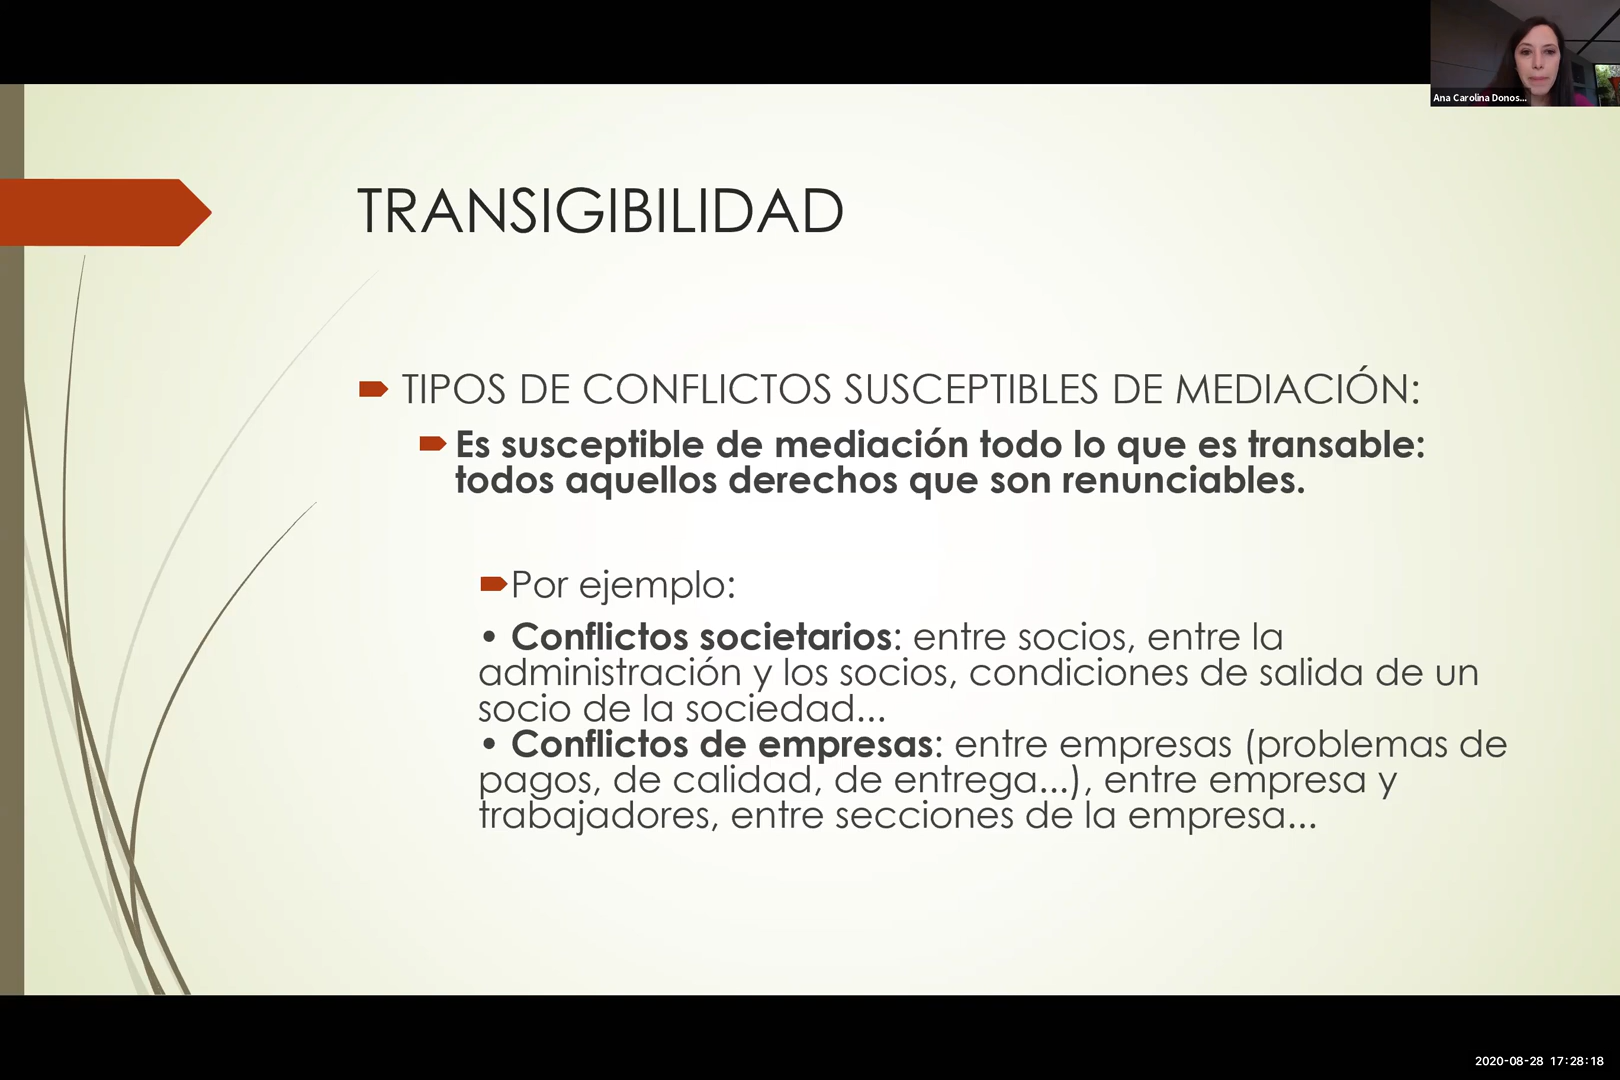 Ana Carolina Donos...
TRANSIGIBILIDAD
TIPOS DE CONFLICTOS SUSCEPTIBLES DE MEDIACIÓN:
Es susceptible de mediación todo lo que es transable:
todos aquellos derechos que son renunciables.
Por ejemplo:
• Conflictos societarios: entre socios, entre la
administración y los socios, condiciones de salida de un
socio de la sociedad...
• Conflictos de empresas: entre empresas (problemas de
pagos, de calidad, de entrega...), entre empresa y
trabajadores, entre secciones de la empresa...
2020-08-28 17:28:18